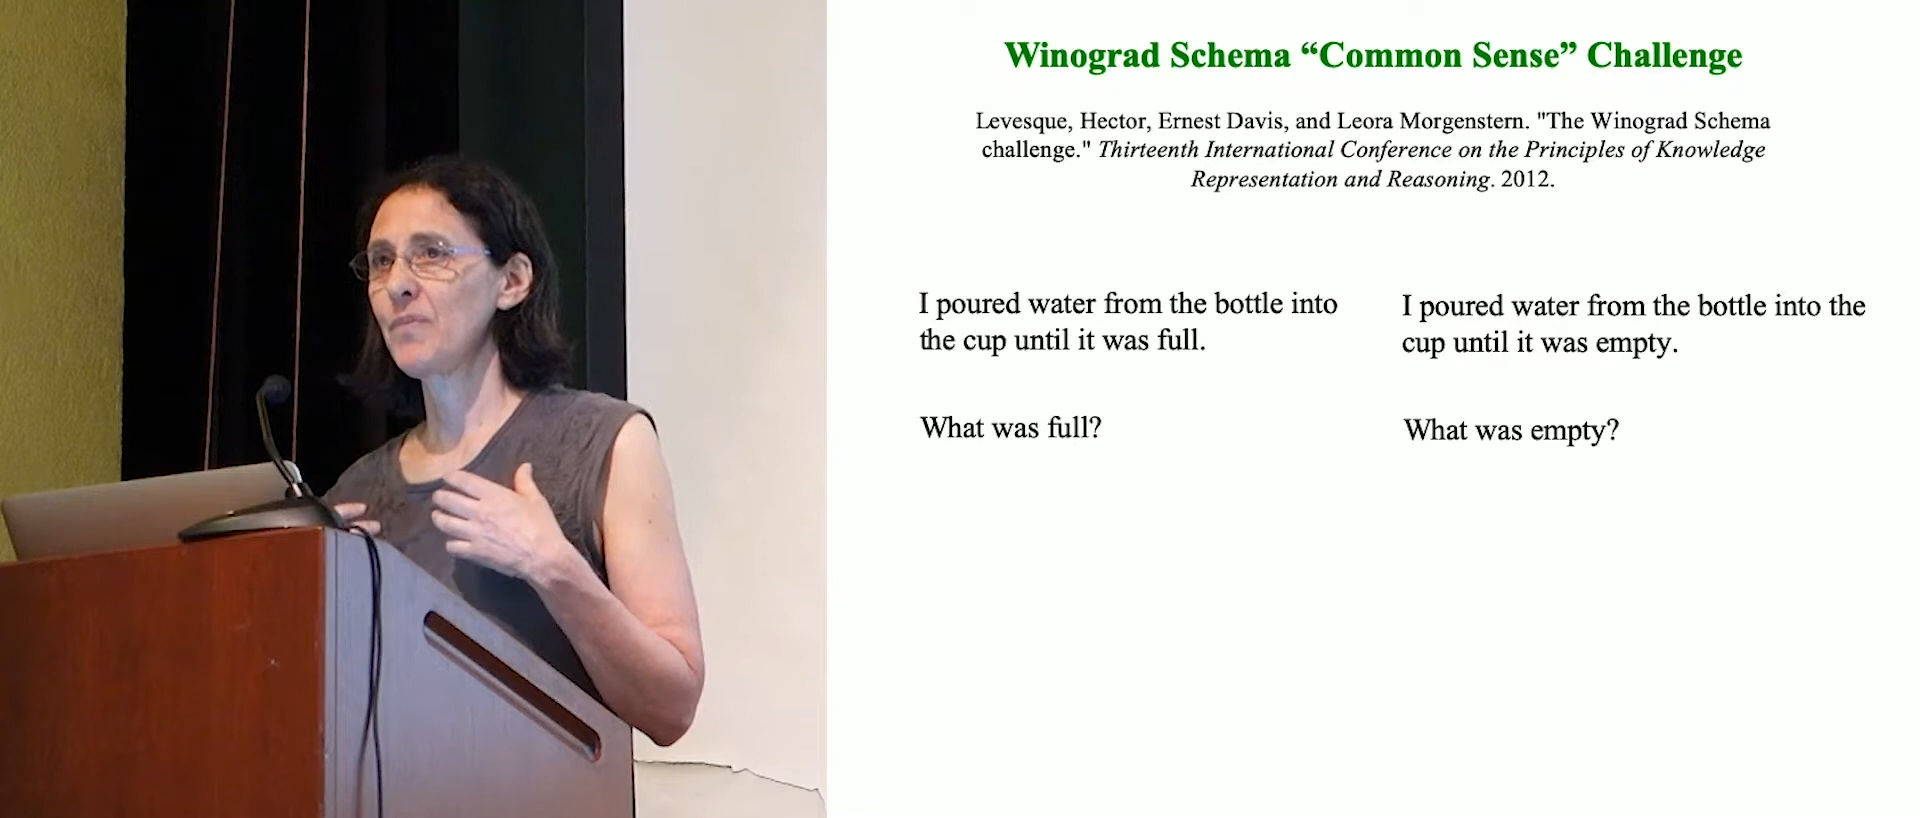 Winograd Schema “Common Sense” Challenge
Levesque, Hector, Ernest Davis, and Leora Morgenstern. "The Winograd Schema
challenge." Thirteenth International Conference on the Principles of Knowledge
Representation and Reasoning. 2012.
I poured water from the bottle into
the cup until it was full.
What was full?
I poured water from the bottle into the
cup until it was empty.
What was empty?